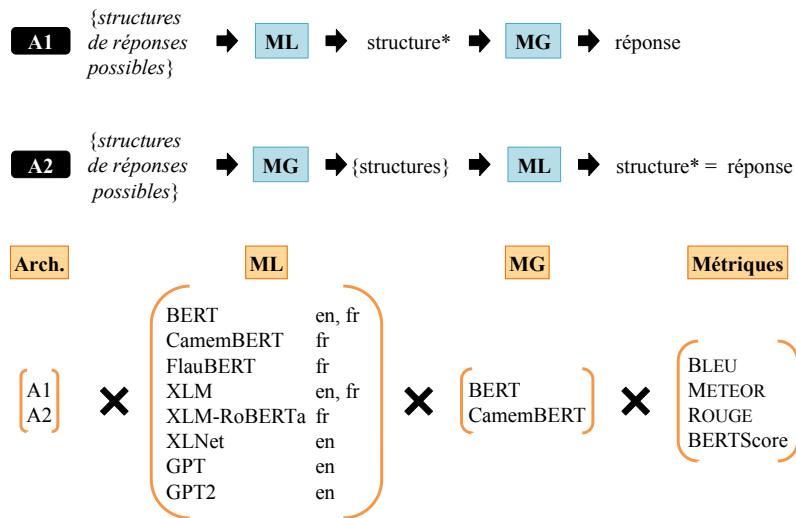 A1 {structures de réponses possibles} ML structure* MG réponse
A2 {structures de réponses possibles} MG {structures} ML structure* = réponse
Arch. ML MG Métriques
A1
A2
BERT en, fr
CamemBERT fr
FlauBERT fr
XLM en, fr
XLM-RoBERTa fr
XLNet en
GPT en
GPT2 en
BERT
CamemBERT
BLEU
METEOR
ROUGE
BERTScore